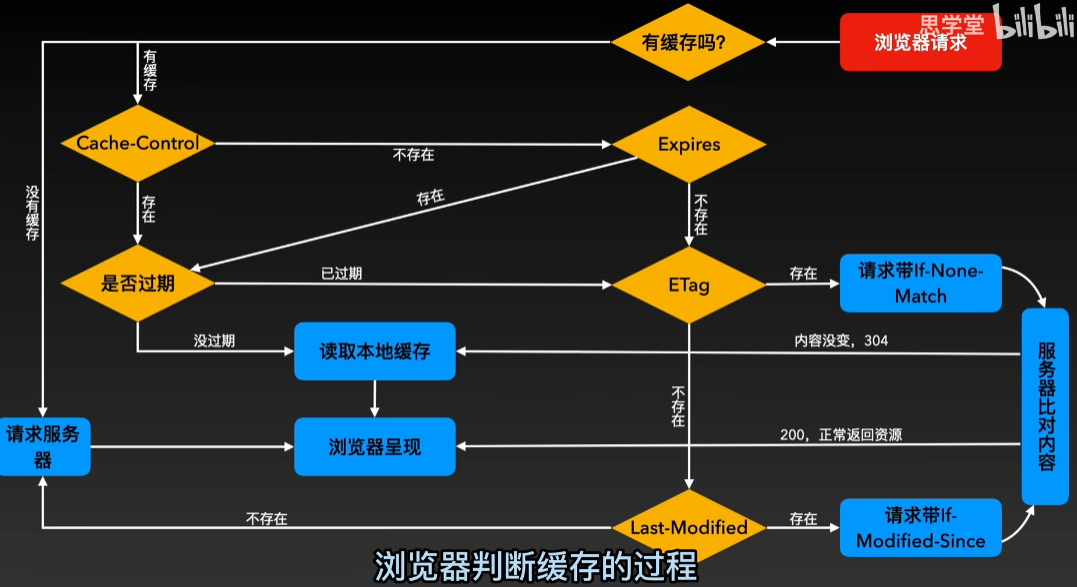 思学堂 bilibili
有缓存吗?
浏览器请求
有缓存
Cache-Control
不存在
Expires
没有缓存
存在
存在
不存在
是否过期
已过期
ETag
存在
请求带If-None-
Match
没过期
读取本地缓存
内容没变，304
服务器比对内容
不存在
请求服务
器
浏览器呈现
200，正常返回资源
不存在
Last-Modified
存在
请求带If-
Modified-Since
浏览器判断缓存的过程